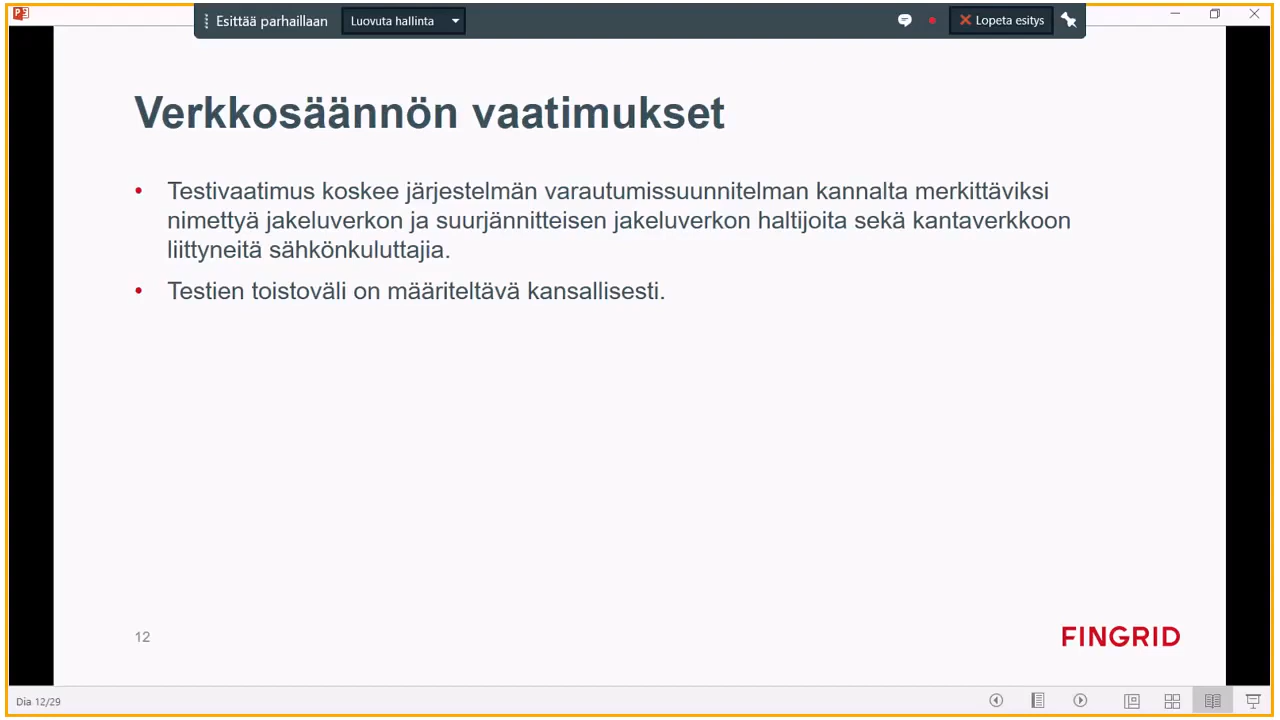 Esittää parhaillaan
Luovuta hallinta
Lopeta esitys
Verkkosäännön vaatimukset
• Testivaatimus koskee järjestelmän varautumissuunnitelman kannalta merkittäviksi
nimettyä jakeluverkon ja suurjännitteisen jakeluverkon haltijoita sekä kantaverkkoon
liittyneitä sähkönkuluttajia.
• Testien toistoväli on määriteltävä kansallisesti.
12
FINGRID
Dia 12/29